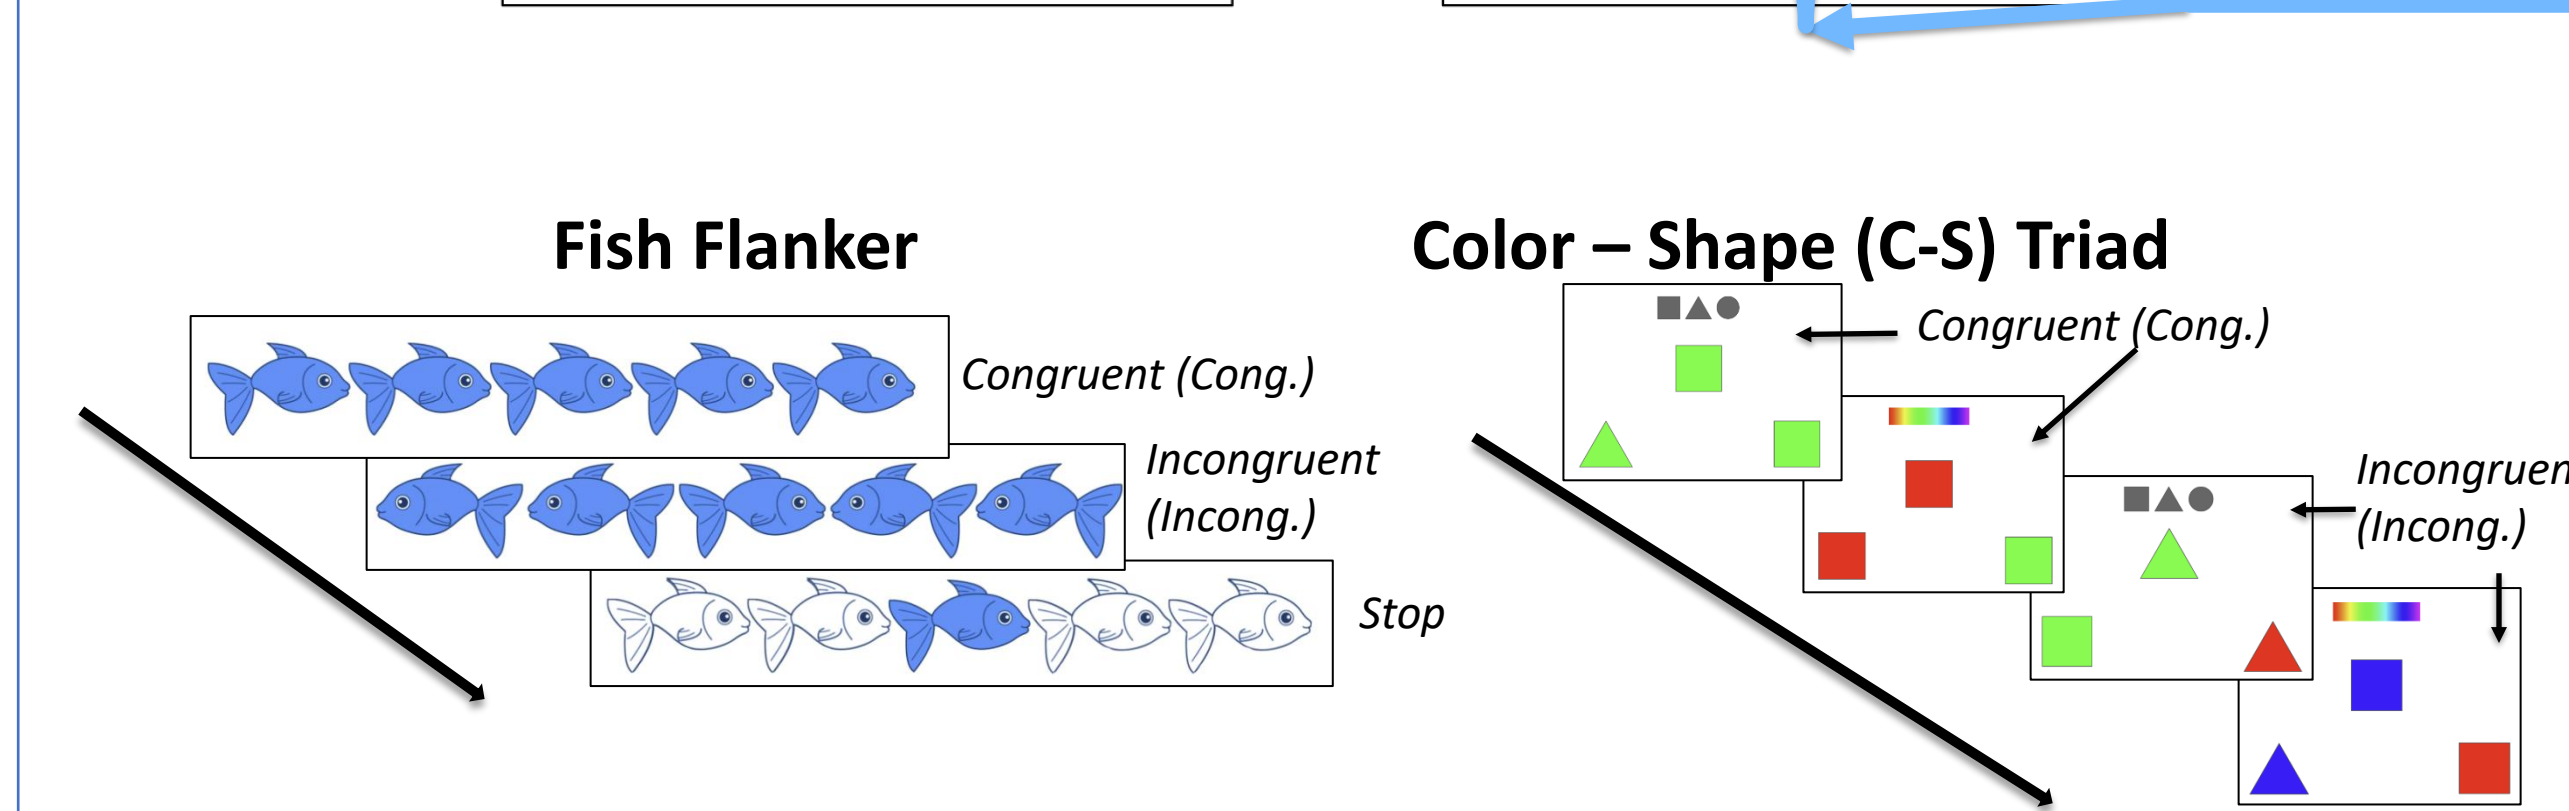 Fish Flanker
Congruent (Cong.)
Incongruent
(Incong.)
Stop
Color – Shape (C-S) Triad
Congruent (Cong.)
Incongruen
(Incong.)